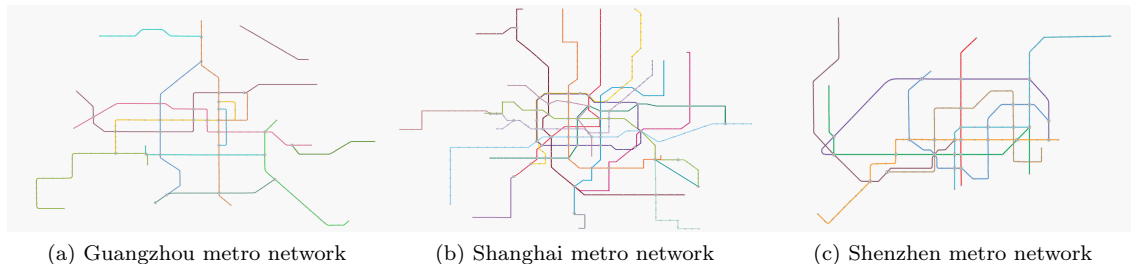 (a) Guangzhou metro network
(b) Shanghai metro network
(c) Shenzhen metro network